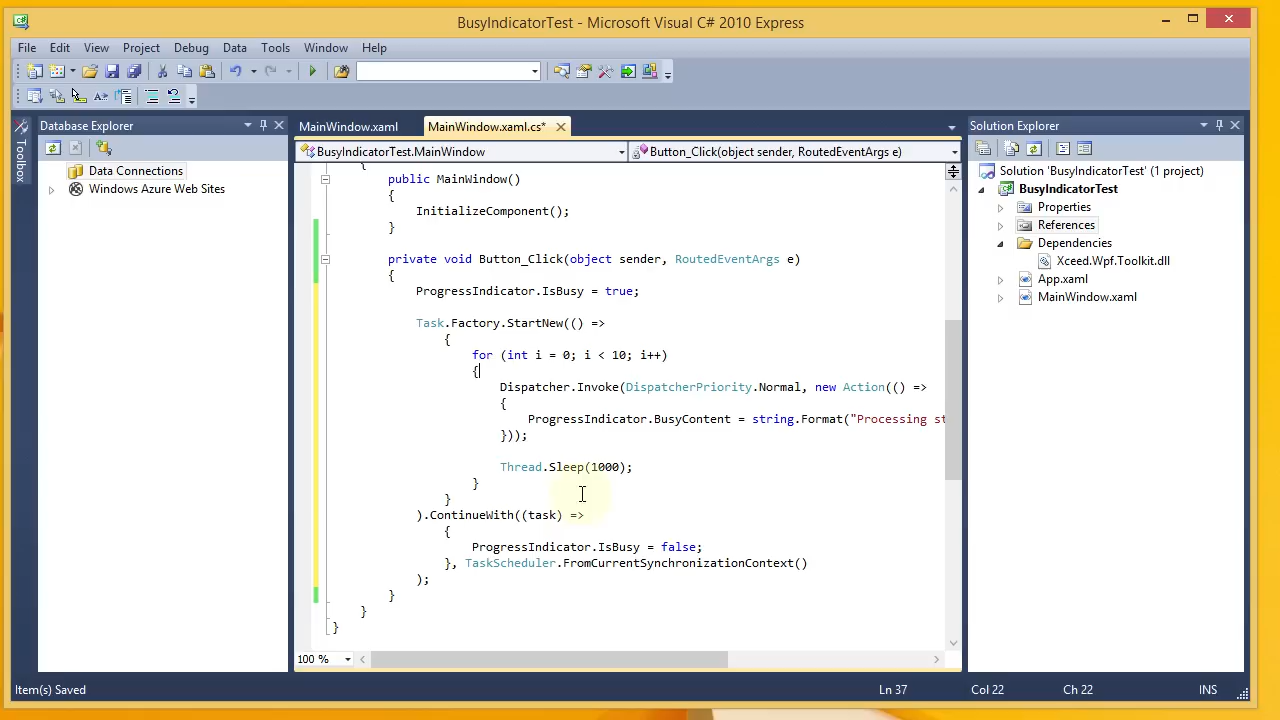 BusyIndicatorTest - Microsoft Visual C# 2010 Express
File Edit View Project Debug Data Tools Window Help
Database Explorer
Data Connections
Windows Azure Web Sites
Toolbox
MainWindow.xaml MainWindow.xaml.cs*
BusyIndicatorTest.MainWindow Button_Click(object sender, RoutedEventArgs e)
{
public MainWindow()
{
InitializeComponent();
}
private void Button_Click(object sender, RoutedEventArgs e)
{
ProgressIndicator.IsBusy = true;
Task.Factory.StartNew(() =>
{
for (int i = 0; i < 10; i++)
{
Dispatcher.Invoke(DispatcherPriority.Normal, new Action(() =>
{
ProgressIndicator.BusyContent = string.Format("Processing st
}));
Thread.Sleep(1000);
}
}
).ContinueWith((task) =>
{
ProgressIndicator.IsBusy = false;
}, TaskScheduler.FromCurrentSynchronizationContext()
);
}
}
}
100 %
Solution Explorer
Solution 'BusyIndicatorTest' (1 project)
BusyIndicatorTest
Properties
References
Dependencies
Xceed.Wpf.Toolkit.dll
App.xaml
MainWindow.xaml
Item(s) Saved Ln 37 Col 22 Ch 22 INS